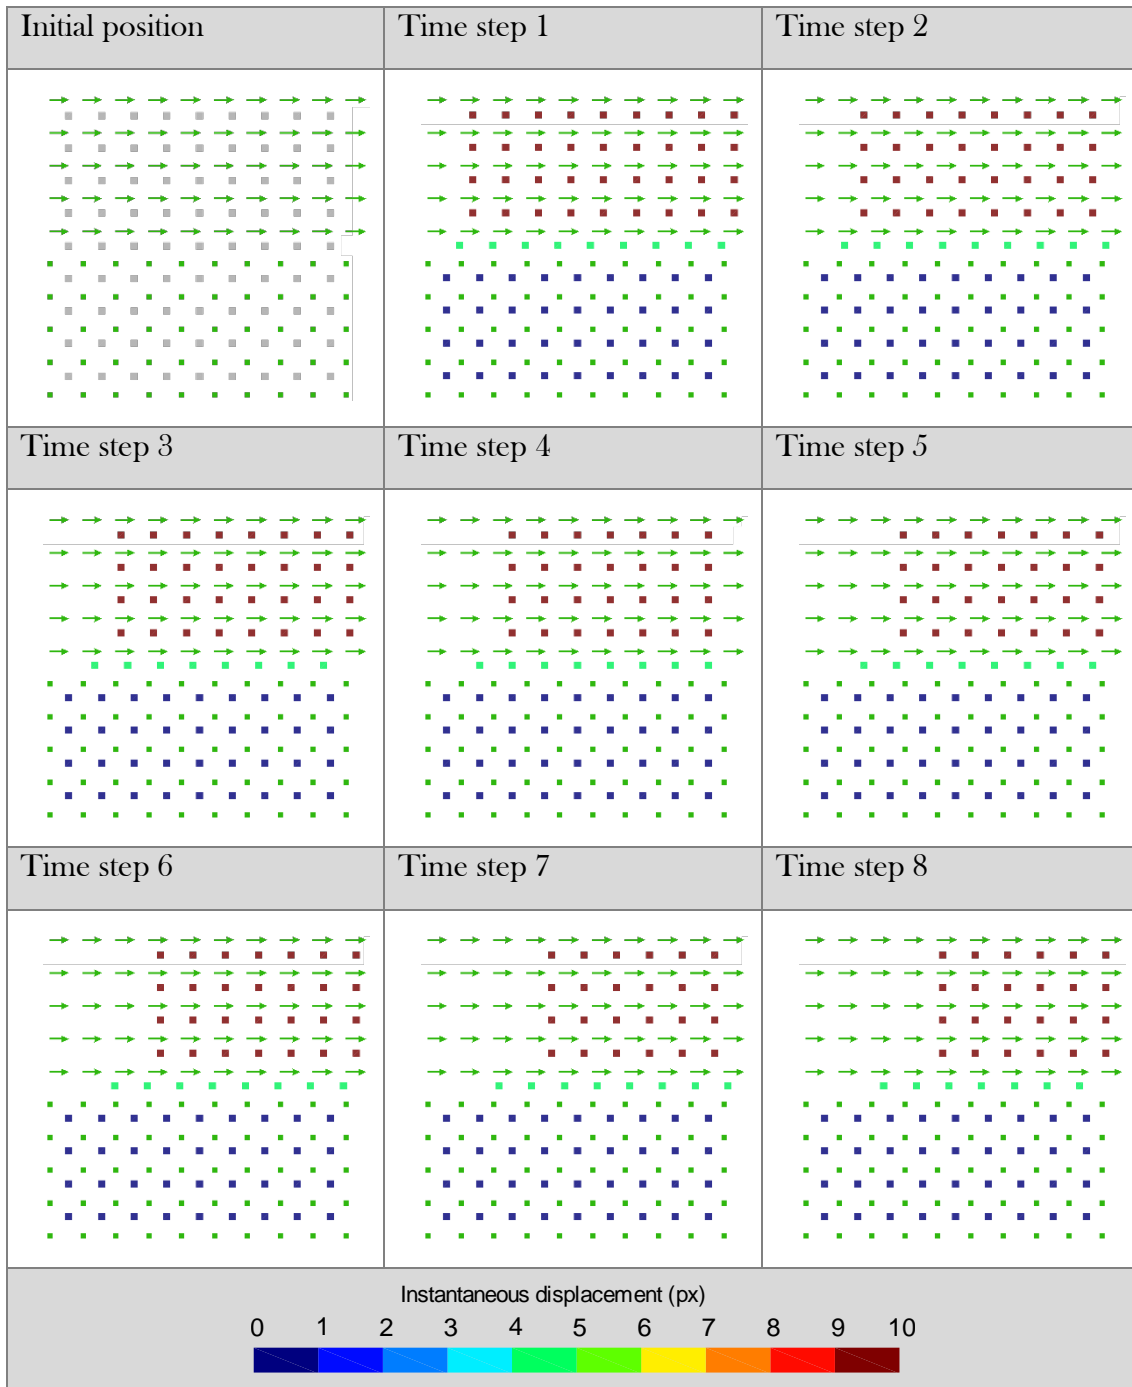 Initial position
Time step 1
Time step 2
Time step 3
Time step 4
Time step 5
Time step 6
Time step 7
Time step 8
Instantaneous displacement (px)
0 1 2 3 4 5 6 7 8 9 10